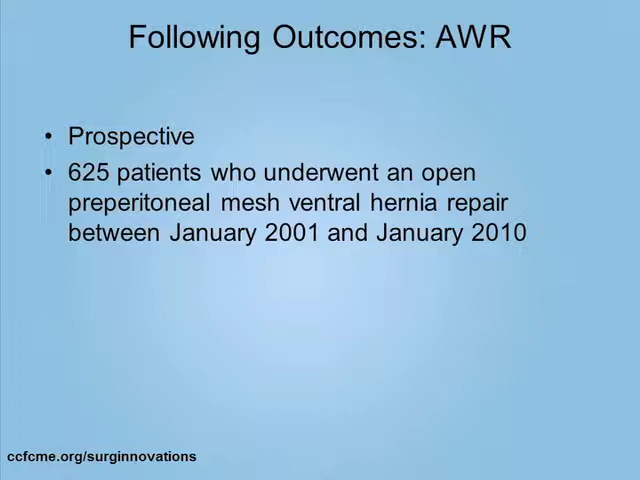 Following Outcomes: AWR
• Prospective
• 625 patients who underwent an open
preperitoneal mesh ventral hernia repair
between January 2001 and January 2010
ccfcme.org/surginnovations